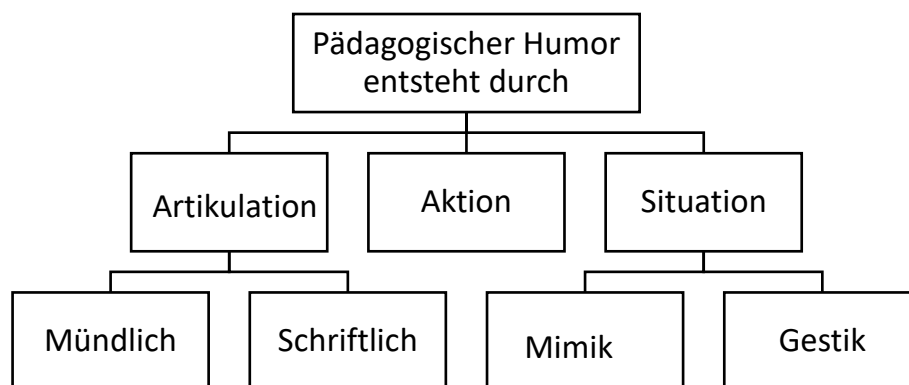 Pädagogischer Humor
entsteht durch
Artikulation
Aktion
Situation
Mündlich
Schriftlich
Mimik
Gestik